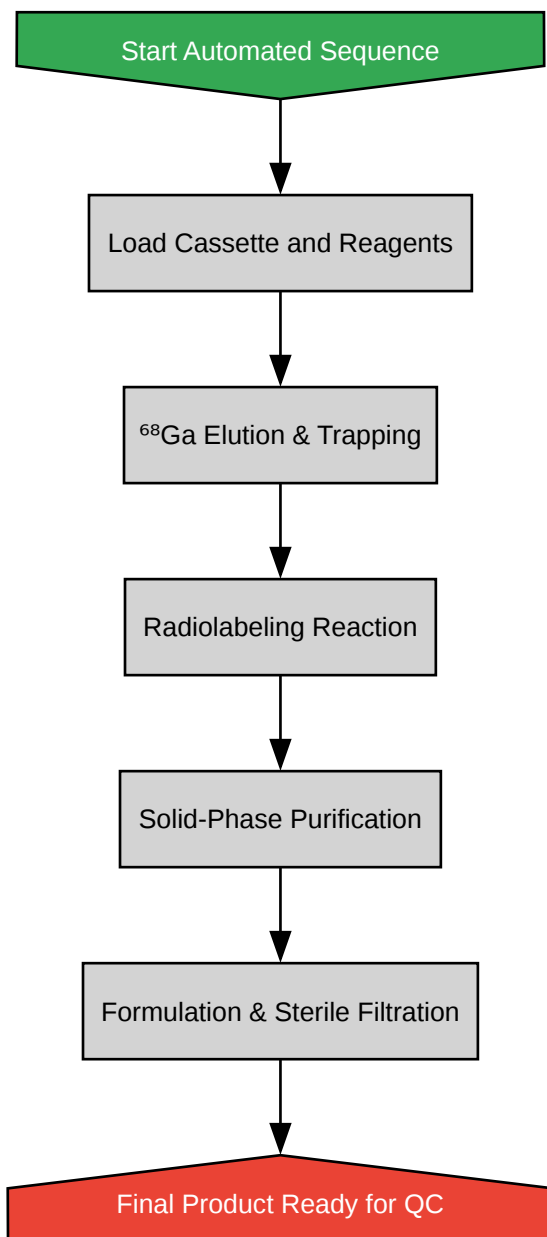 Start Automated Sequence
Load Cassette and Reagents
⁶⁸Ga Elution & Trapping
Radiolabeling Reaction
Solid-Phase Purification
Formulation & Sterile Filtration
Final Product Ready for QC